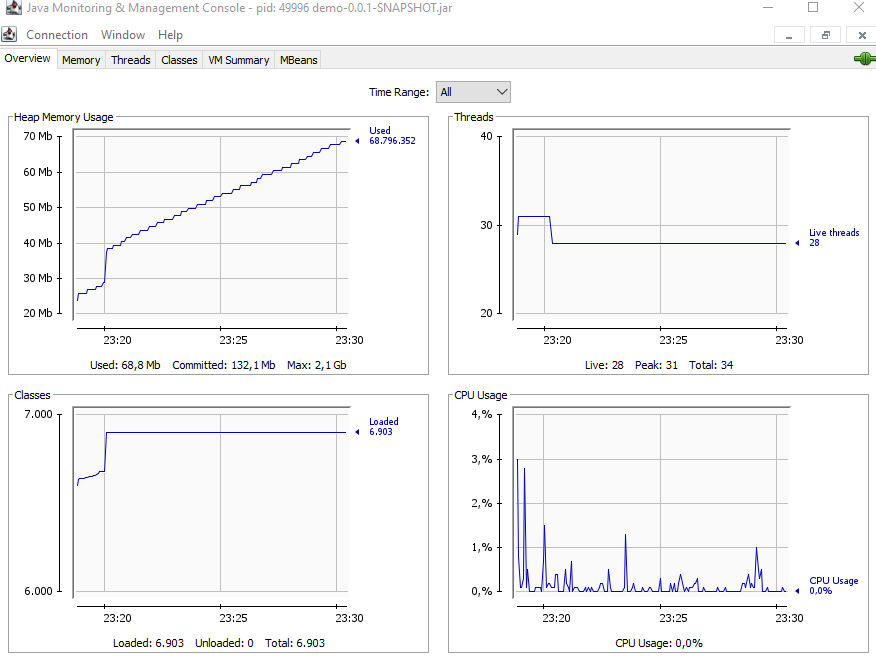 Java Monitoring & Management Console - pid: 49996 demo-0.0.1-SNAPSHOT.jar
Connection Window Help
Overview Memory Threads Classes VM Summary MBeans
Time Range: All
Heap Memory Usage
70 Mb
60 Mb
50 Mb
40 Mb
30 Mb
20 Mb
Used
68.796.352
23:20 23:25 23:30
Used: 68,8 Mb Committed: 132,1 Mb Max: 2,1 Gb
Threads
40
30
20
Live threads
28
23:20 23:25 23:30
Live: 28 Peak: 31 Total: 34
Classes
7.000
6.000
Loaded
6.903
23:20 23:25 23:30
Loaded: 6.903 Unloaded: 0 Total: 6.903
CPU Usage
4,%
3,%
2,%
1,%
0,%
CPU Usage
0,0%
23:20 23:25 23:30
CPU Usage: 0,0%